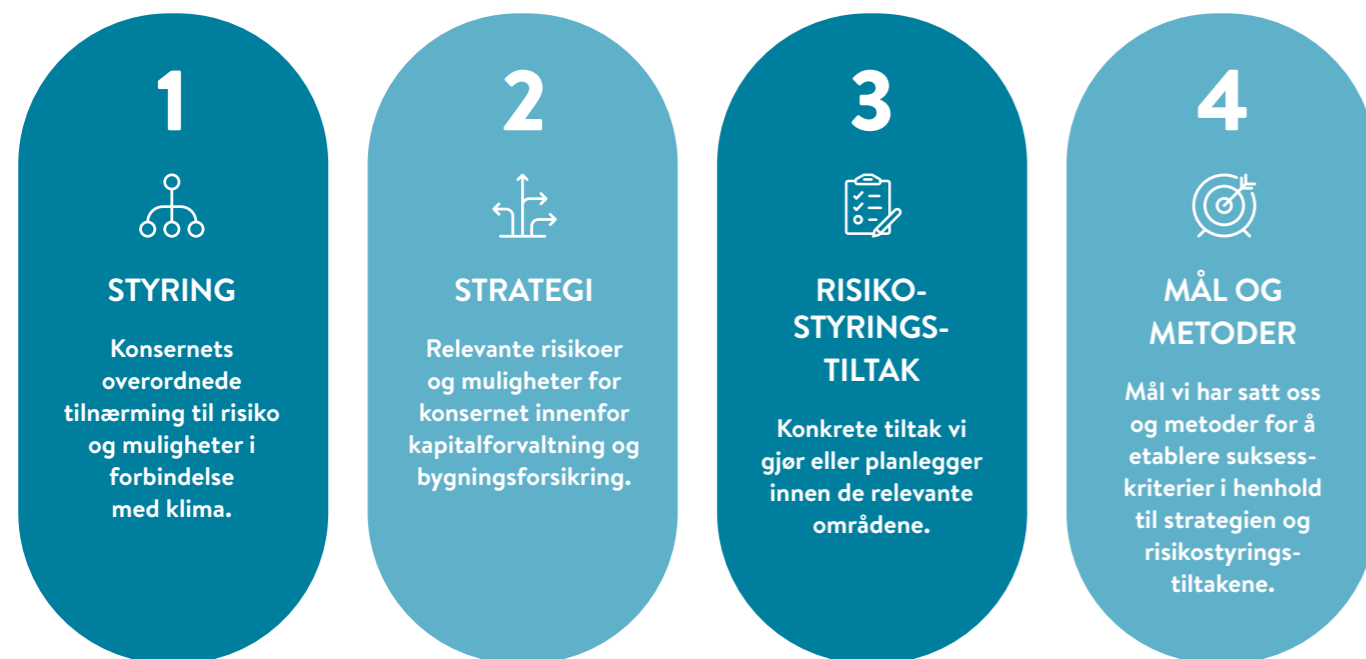 1
STYRING
Konsernets
overordnede
tilnærming til risiko
og muligheter i
forbindelse
med klima.
2
STRATEGI
Relevante risikoer
og muligheter for
konsernet innenfor
kapitalforvaltning og
bygningsforsikring.
3
RISIKO-
STYRINGS-
TILTAK
Konkrete tiltak vi
gjør eller planlegger
innen de relevante
områdene.
4
MÅL OG
METODER
Mål vi har satt oss
og metoder for å
etablere suksess-
kriterier i henhold
til strategien og
risikostyrings-
tiltakene.